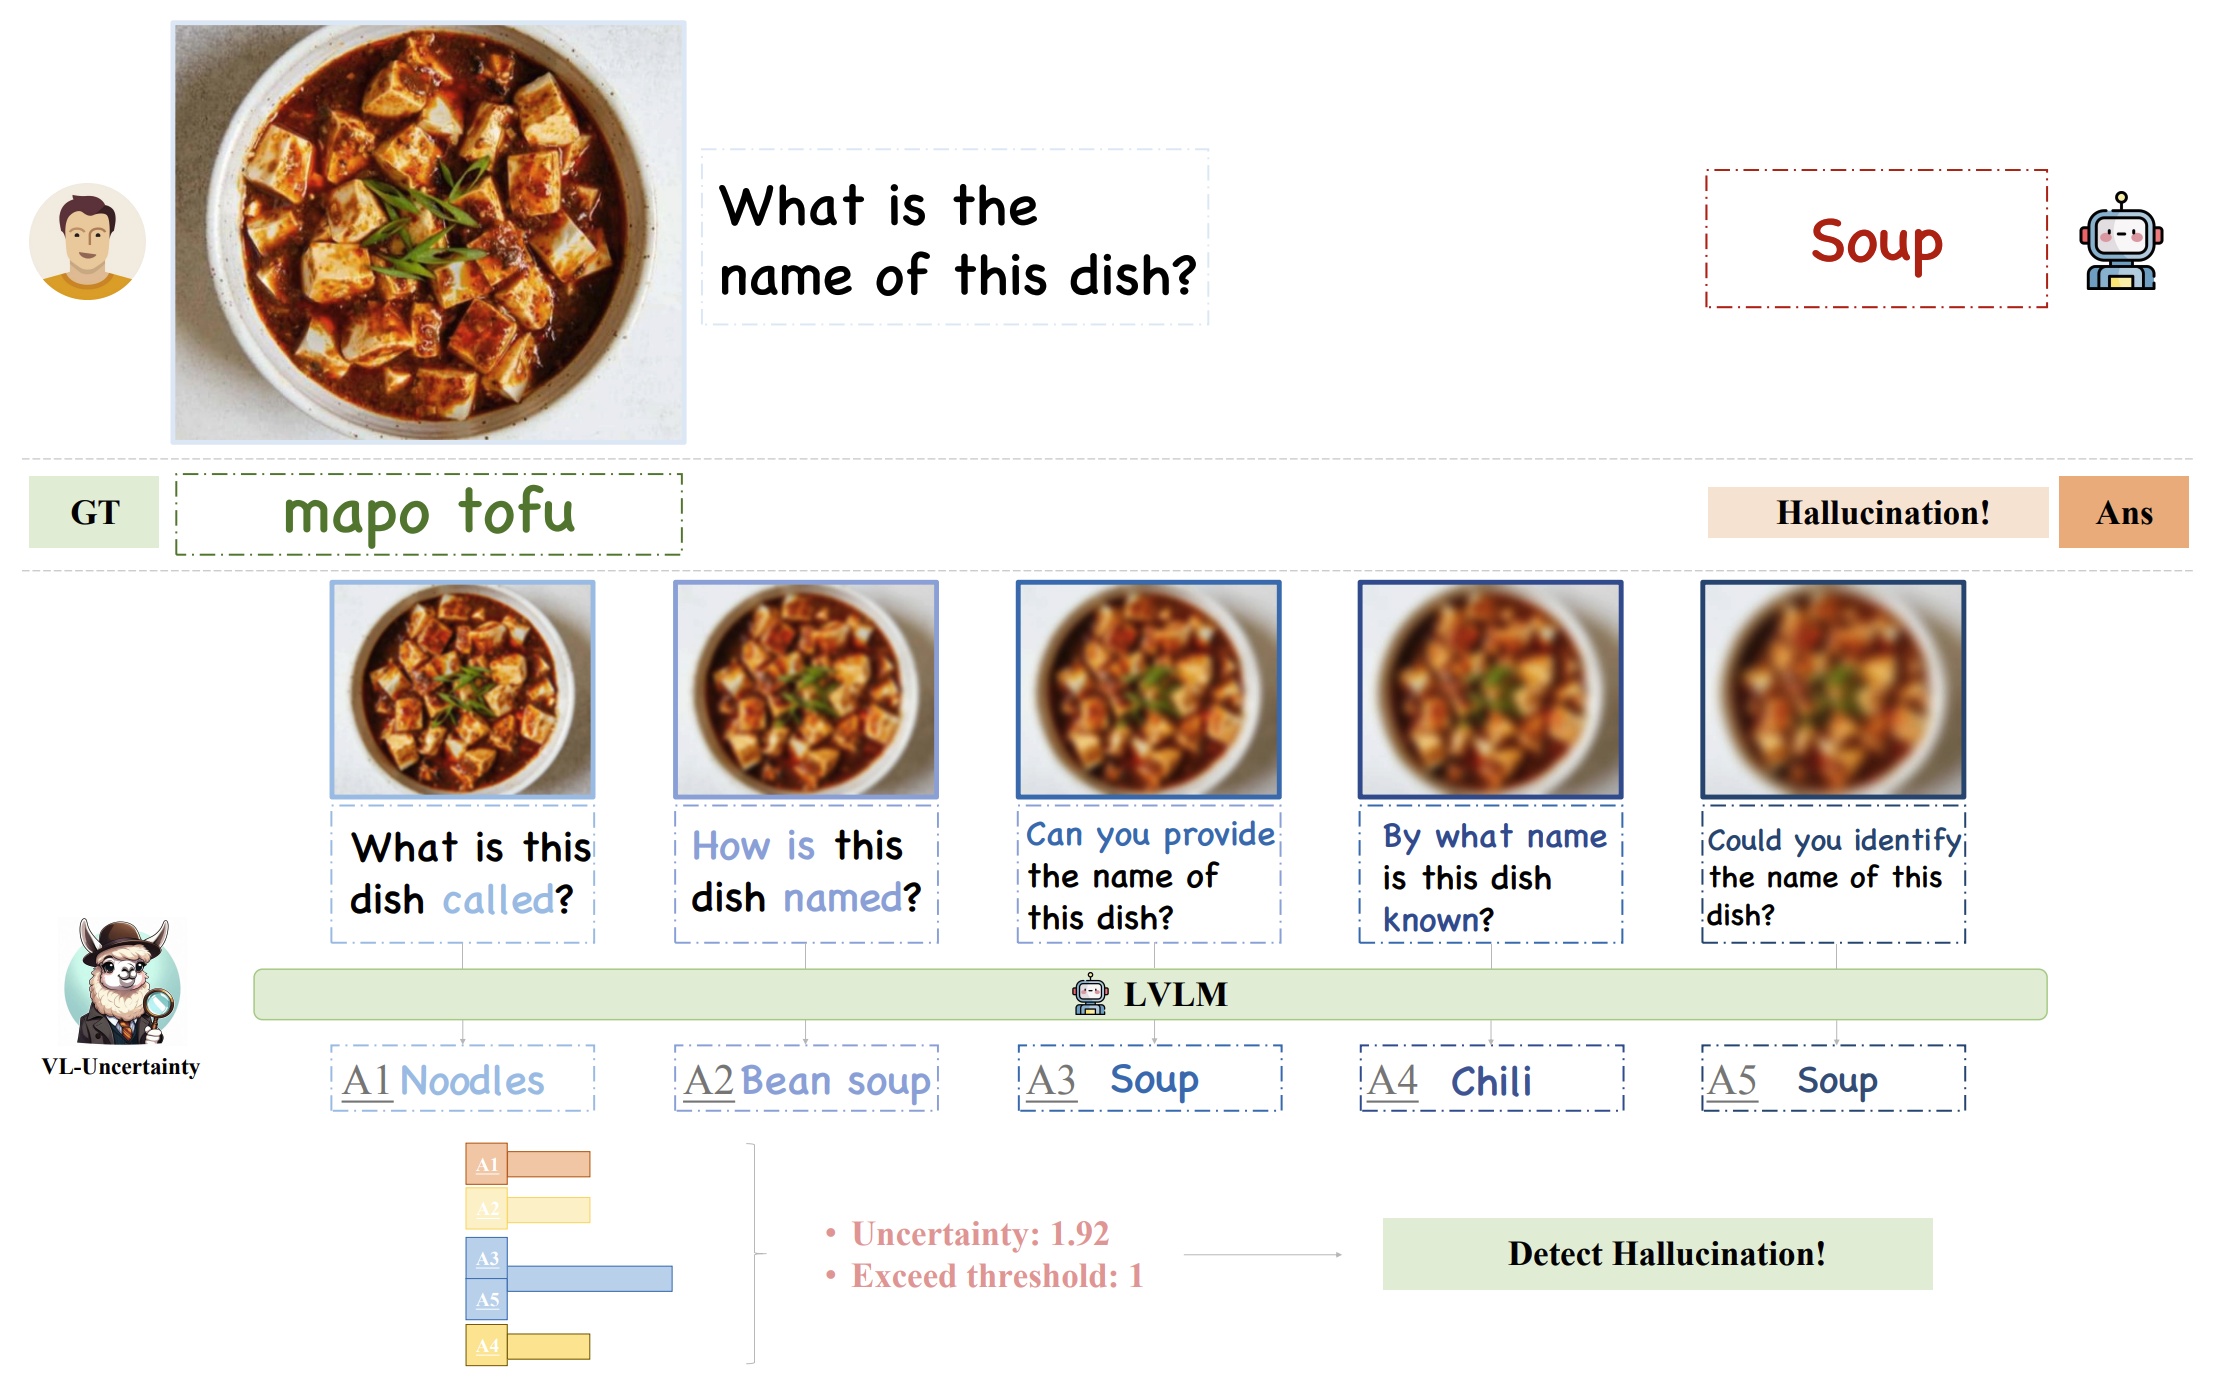 What is the
name of this dish?
Soup
GT
mapo tofu
Hallucination!
Ans
What is this
dish called?
How is this
dish named?
Can you provide
the name of
this dish?
By what name
is this dish
known?
Could you identify
the name of this
dish?
LVLM
VL-Uncertainty
A1 Noodles
A2 Bean soup
A3 Soup
A4 Chili
A5 Soup
A1
A2
A3
A5
A4
• Uncertainty: 1.92
• Exceed threshold: 1
Detect Hallucination!